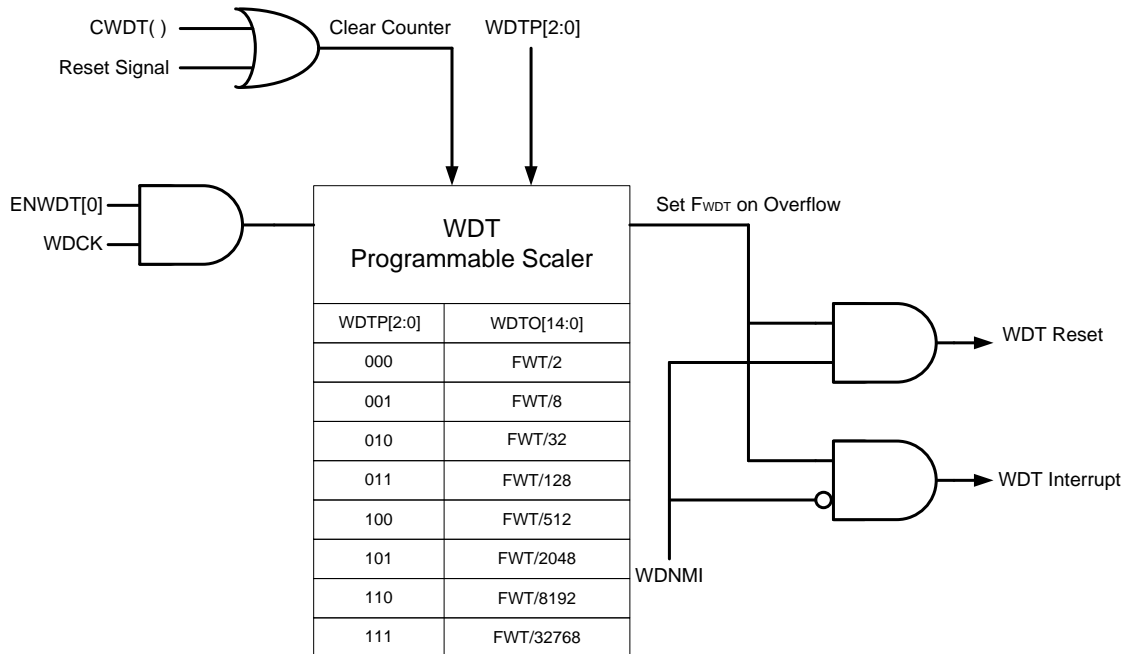 CWDT( )
Reset Signal
Clear Counter
WDTP[2:0]
ENWDT[0]
WDCK
WDT
Programmable Scaler
Set FWDT on Overflow
WDTP[2:0] WDTO[14:0]
000 FWT/2
001 FWT/8
010 FWT/32
011 FWT/128
100 FWT/512
101 FWT/2048
110 FWT/8192
111 FWT/32768
WDT Reset
WDT Interrupt
WDNMI